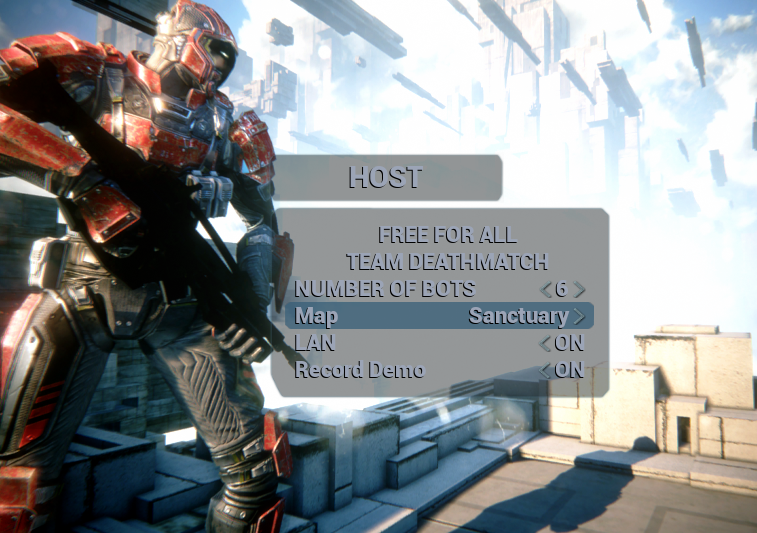 HOST
FREE FOR ALL
TEAM DEATHMATCH
NUMBER OF BOTS <6>
Map Sanctuary>
LAN <ON
Record Demo <ON